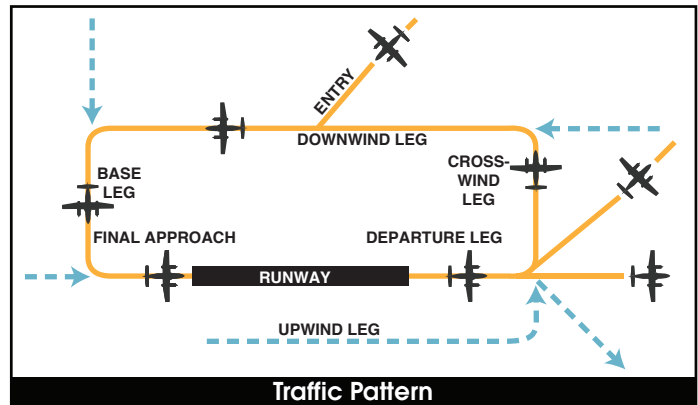 ENTRY
DOWNWIND LEG
BASE
LEG
CROSS-
WIND
LEG
FINAL APPROACH
DEPARTURE LEG
RUNWAY
UPWIND LEG
Traffic Pattern